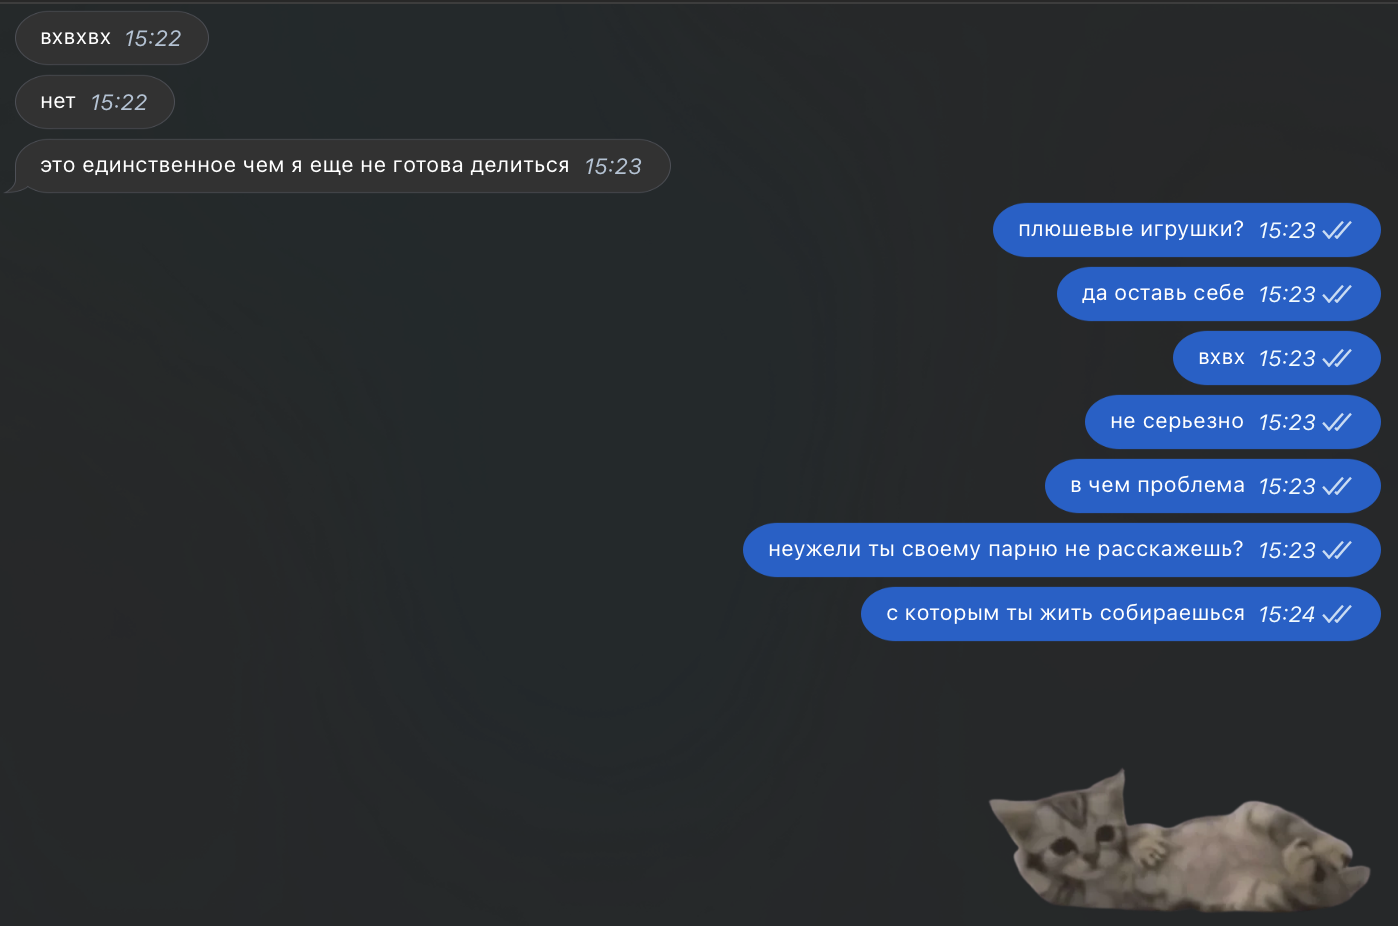 вхвхвх 15:22
нет 15:22
это единственное чем я еще не готова делиться 15:23
плюшевые игрушки? 15:23
да оставь себе 15:23
вхвх 15:23
не серьезно 15:23
в чем проблема 15:23
неужели ты своему парню не расскажешь? 15:23
с которым ты жить собираешься 15:24